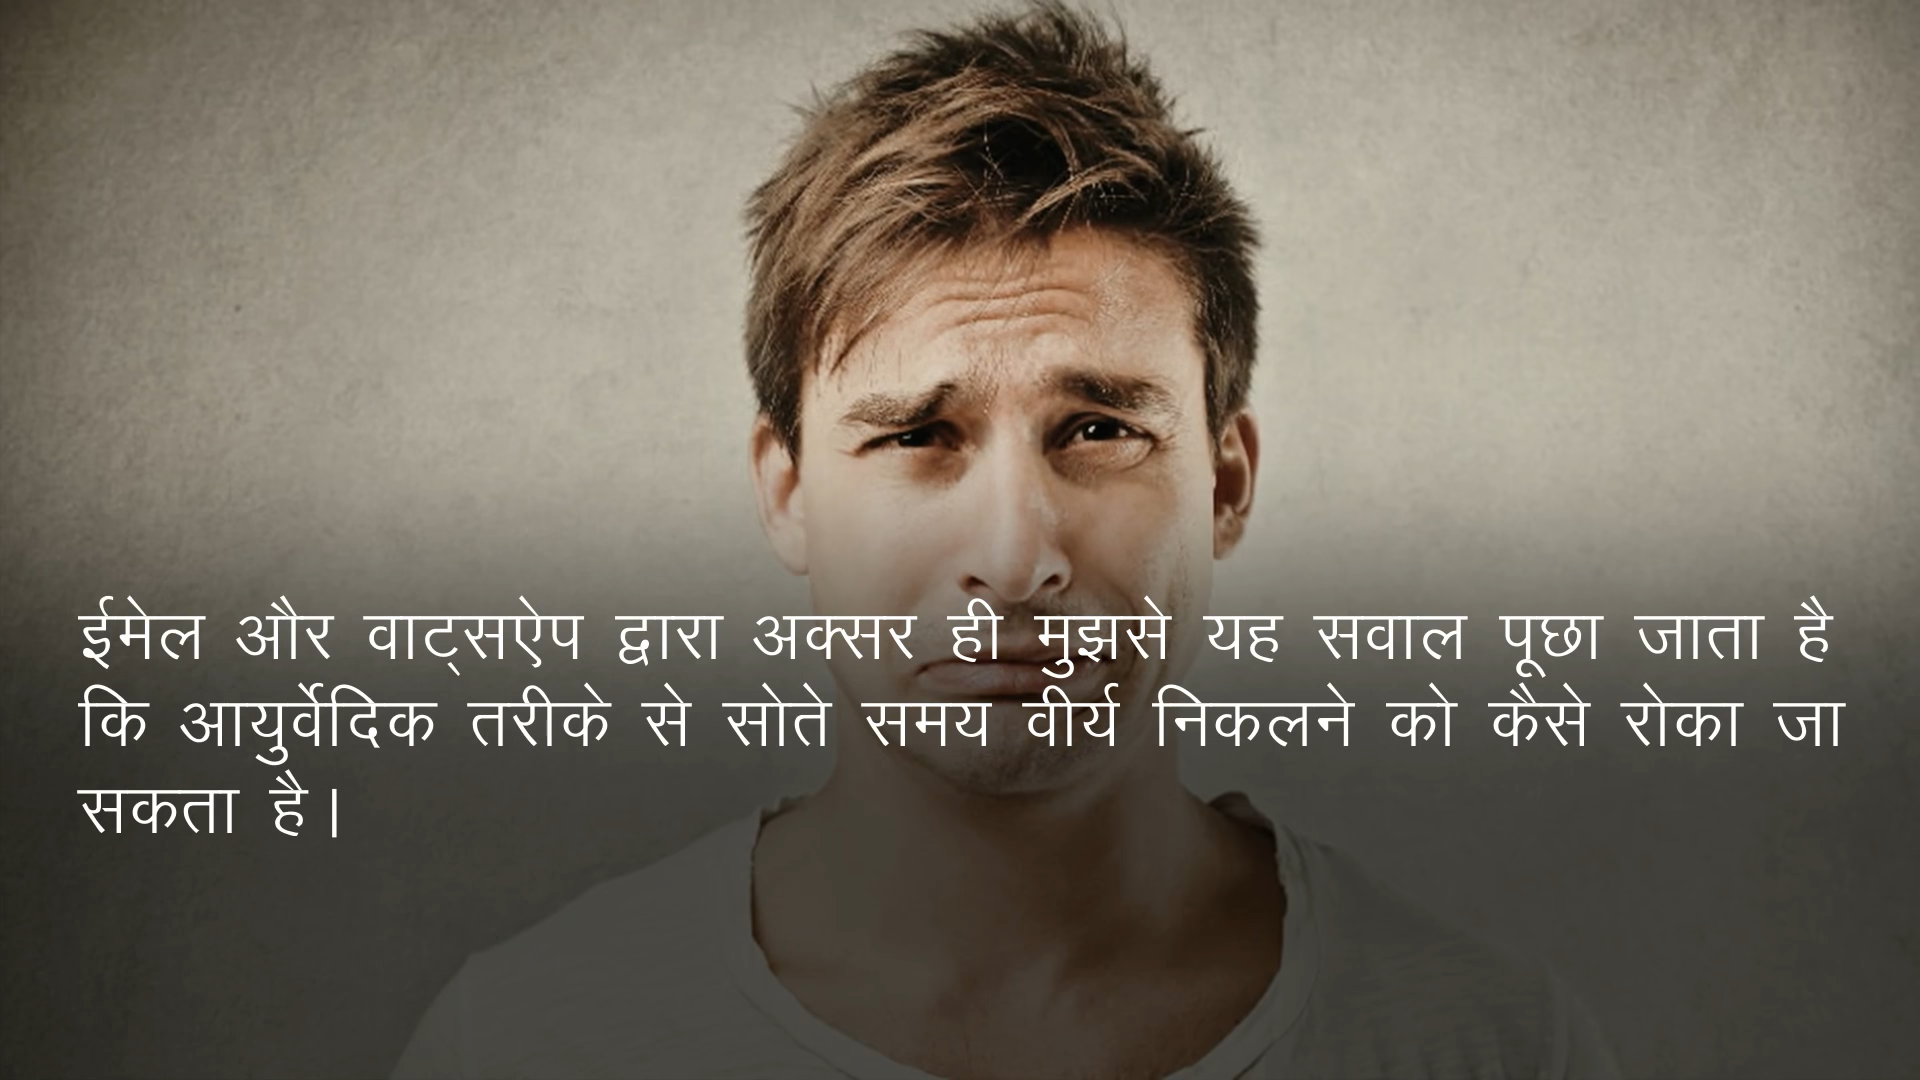 ईमेल और वाट्सऐप द्वारा अक्सर ही मुझसे यह सवाल पूछा जाता है
कि आयुर्वेदिक तरीके से सोते समय वीर्य निकलने को कैसे रोका जा
सकता है।